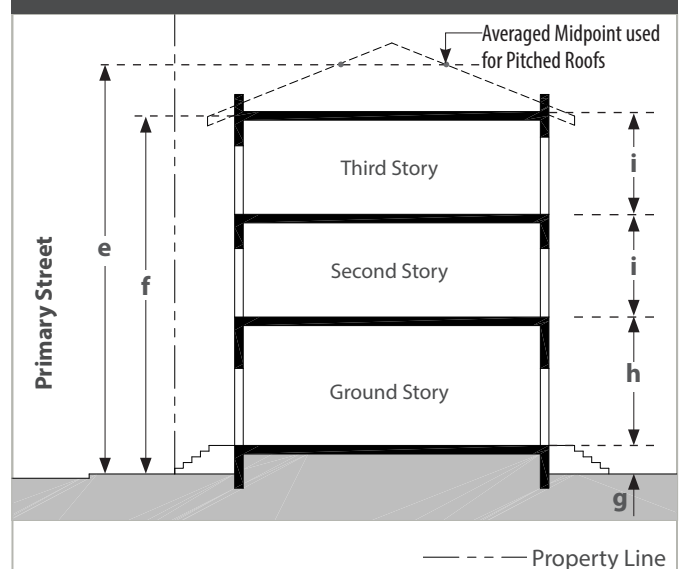 Averaged Midpoint used
for Pitched Roofs
Third Story
i
e
f
Primary Street
Second Story
i
Ground Story
h
g
Property Line